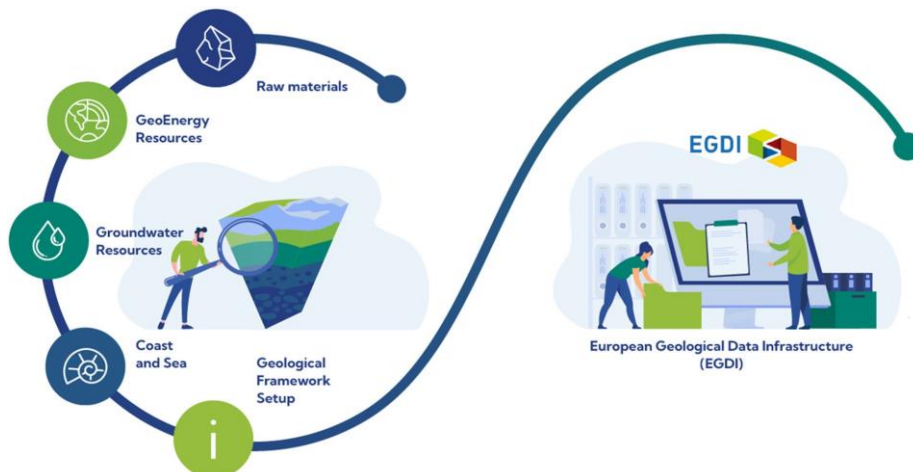 Raw materials
GeoEnergy
Resources
Groundwater
Resources
Coast
and Sea
Geological
Framework
Setup
i
EGDI
European Geological Data Infrastructure
(EGDI)